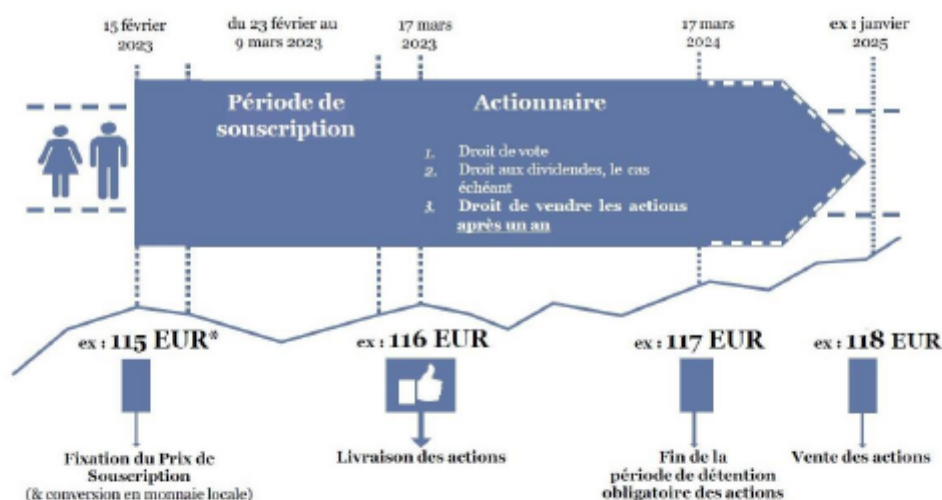 15 février
2023
du 23 février au
9 mars 2023
17 mars
2023
17 mars
2024
ex : janvier
2025
Période de
souscription
Actionnaire
1. Droit de vote
2. Droit aux dividendes, le cas
échéant
3. Droit de vendre les actions
après un an
ex : 115 EUR*
ex : 116 EUR
ex : 117 EUR
ex : 118 EUR
Fixation du Prix de
Souscription
(& conversion en monnaie locale)
Livraison des actions
Fin de la
période de détention
obligatoire des actions
Vente des actions